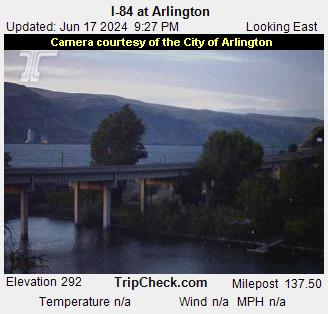 I-84 at Arlington
Updated: Jun 17 2024 9:27 PM Looking East
Camera courtesy of the City of Arlington
Elevation 292 TripCheck.com Milepost 137.50
Temperature n/a Wind n/a MPH n/a